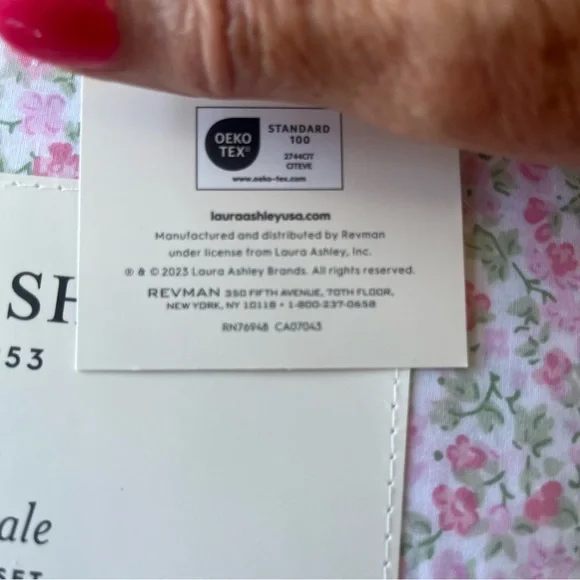 OEKO
TEX®
STANDARD
100
2744CIT
CITEVE
www.oeko-tex.com
lauraashleyusa.com
Manufactured and distributed by Revman
under license from Laura Ashley, Inc.
® & © 2023 Laura Ashley Brands. All rights reserved.
REVMAN 350 FIFTH AVENUE, 70TH FLOOR,
NEW YORK, NY 10118 • 1-800-237-0658
RN76948 CA07043
SH
53
ale
SET